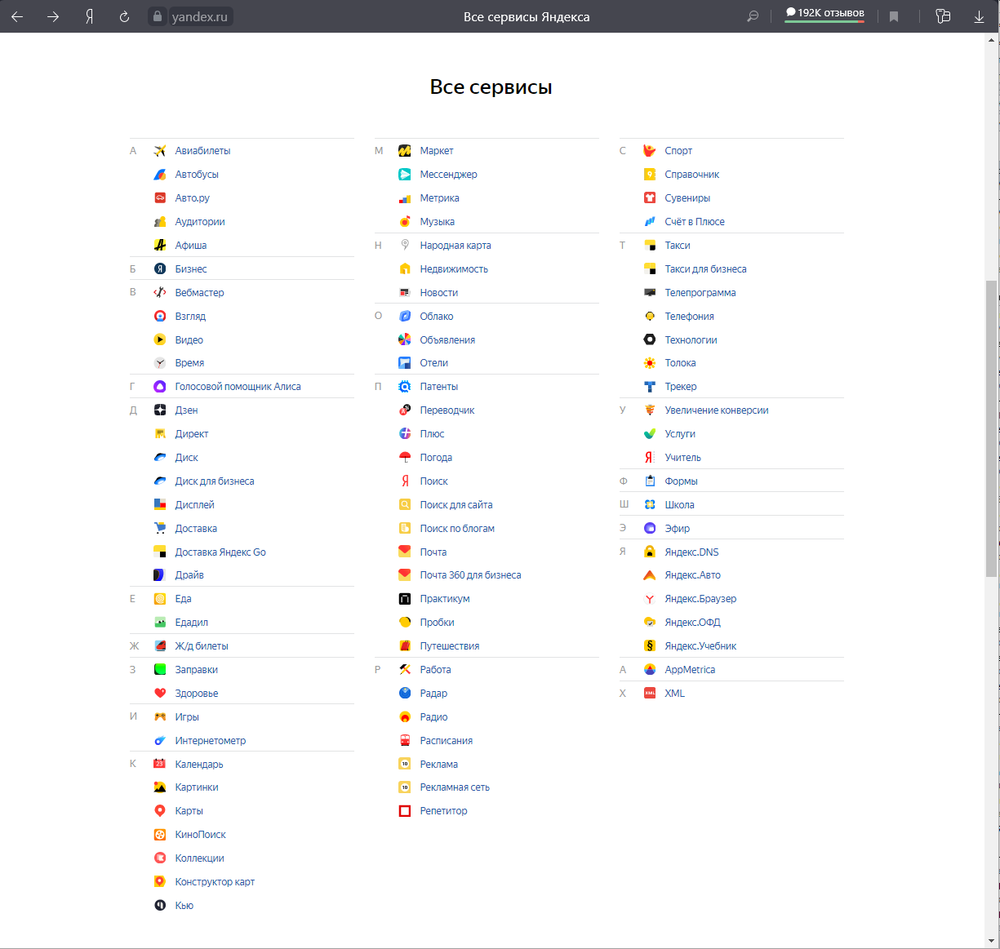 yandex.ru
Все сервисы Яндекса
192K отзывов
Все сервисы
А
Авиабилеты
Автобусы
Авто.ру
Аудитории
Афиша
Б
Бизнес
В
Вебмастер
Взгляд
Видео
Время
Г
Голосовой помощник Алиса
Д
Дзен
Директ
Диск
Диск для бизнеса
Дисплей
Доставка
Доставка Яндекс Go
Драйв
Е
Еда
Едадил
Ж
Ж/д билеты
З
Заправки
Здоровье
И
Игры
Интернетометр
К
Календарь
Картинки
Карты
КиноПоиск
Коллекции
Конструктор карт
Кью
М
Маркет
Мессенджер
Метрика
Музыка
Н
Народная карта
Недвижимость
Новости
О
Облако
Объявления
Отели
П
Патенты
Переводчик
Плюс
Погода
Поиск
Поиск для сайта
Поиск по блогам
Почта
Почта 360 для бизнеса
Практикум
Пробки
Путешествия
Р
Работа
Радар
Радио
Расписания
Реклама
Рекламная сеть
Репетитор
С
Спорт
Справочник
Сувениры
Счёт в Плюсе
Т
Такси
Такси для бизнеса
Телепрограмма
Телефония
Технологии
Толока
Трекер
У
Увеличение конверсии
Услуги
Учитель
Ф
Формы
Ш
Школа
Э
Эфир
Я
Яндекс.DNS
Яндекс.Авто
Яндекс.Браузер
Яндекс.ОФД
Яндекс.Учебник
A
AppMetrica
X
XML